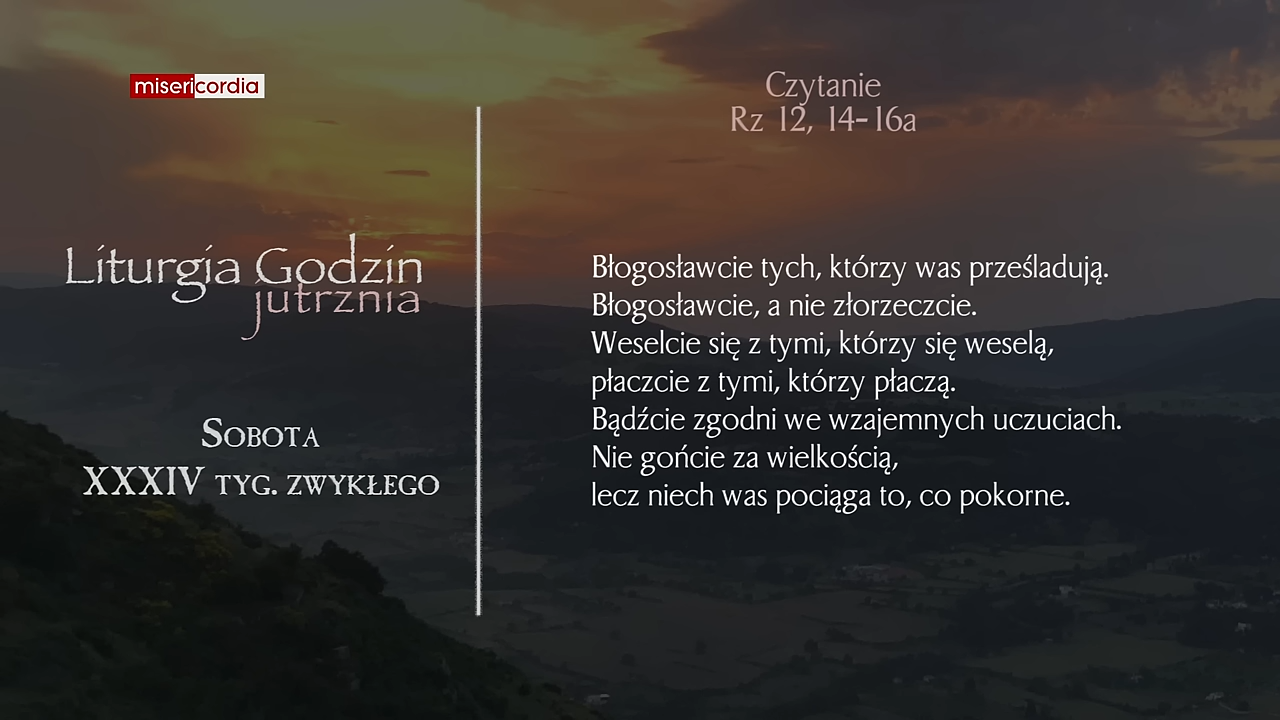 misericordia
Liturgia Godzin
jutrznia
Sobota
XXXIV tyg. zwykłego
Czytanie
Rz 12, 14-16a
Błogosławcie tych, którzy was prześladują.
Błogosławcie, a nie złorzeczcie.
Weselcie się z tymi, którzy się weselą,
płaczcie z tymi, którzy płaczą.
Bądźcie zgodni we wzajemnych uczuciach.
Nie gońcie za wielkością,
lecz niech was pociąga to, co pokorne.